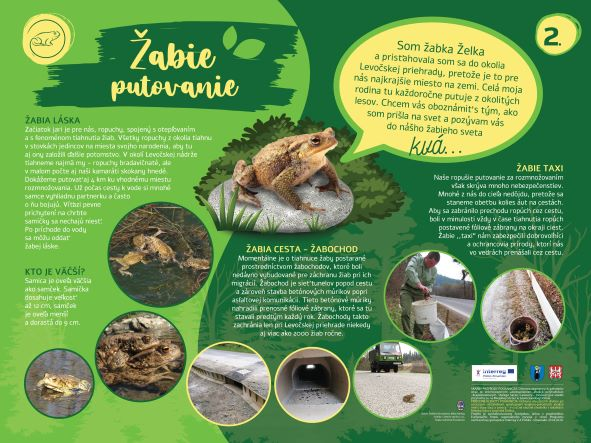 Žabie
putovanie
2.
Som žabka Želka
a prisťahovala som sa do okolia
Levočskej priehrady, pretože je to pre
nás najkrajšie miesto na zemi. Celá moja
rodina tu každoročne putuje z okolitých
lesov. Chcem vás oboznámiť s tým, ako
som prišla na svet a pozývam vás
do nášho žabieho sveta
kvá...
ŽABIA LÁSKA
Začiatok jari je pre nás, ropuchy, spojený s otepľovaním
a s fenoménom tiahnutia žiab. Všetky ropuchy z okolia tiahnu
v stovkách jedincov na miesta svojho narodenia, aby tu
aj ony založili ďalšie potomstvo. V okolí Levočskej nádrže
tiahneme najmä my – ropuchy bradavičnaté, ale
v malom počte aj naši kamaráti skokany hnedé.
Dokážeme putovať aj 4 km ku vhodnému miestu
rozmnožovania. Už počas cesty k vode si mnohé
samce vyhliadnu partnerku a často
o ňu bojujú. Víťazi pevne
prichytení na chrbte
samičky sa nechajú niesť!
Po príchode do vody
sa môžu oddať
žabej láske.
KTO JE VÄČŠÍ?
Samica je oveľa väčšia
ako samček. Samička
dosahuje veľkosť
až 12 cm, samček
je oveľa menší
a dorastá do 9 cm.
ŽABIA CESTA – ŽABOCHOD
Momentálne je o tiahnúce žaby postarané
prostredníctvom žabochodov, ktoré boli
nedávno vybudované pre záchranu žiab pri ich
migrácii. Žabochod je sieť tunelov popod cestu
a zároveň stavba betónových múrikov popri
asfaltovej komunikácii. Tieto betónové múriky
nahradili prenosné fóliové zábrany, ktoré sa tu
stavali predtým každý rok. Žabochody takto
zachránia len pri Levočskej priehrade niekedy
aj viac ako 2000 žiab ročne.
ŽABIE TAXI
Naše ropušie putovanie za rozmnožovaním
však skrýva mnoho nebezpečenstiev.
Mnohé z nás do cieľa nedôjdu, pretože sa
staneme obeťou kolies áut na cestách.
Aby sa zabránilo prechodu ropúch cez cestu,
boli v minulosti vždy v čase tiahnutia ropúch
postavené fóliové zábrany na okraji ciest.
Žabie „taxi" nám zabezpečili dobrovoľníci
a ochrancovia prírody, ktorí nás
vo vedrách prenášali cez cestu.
Interreg